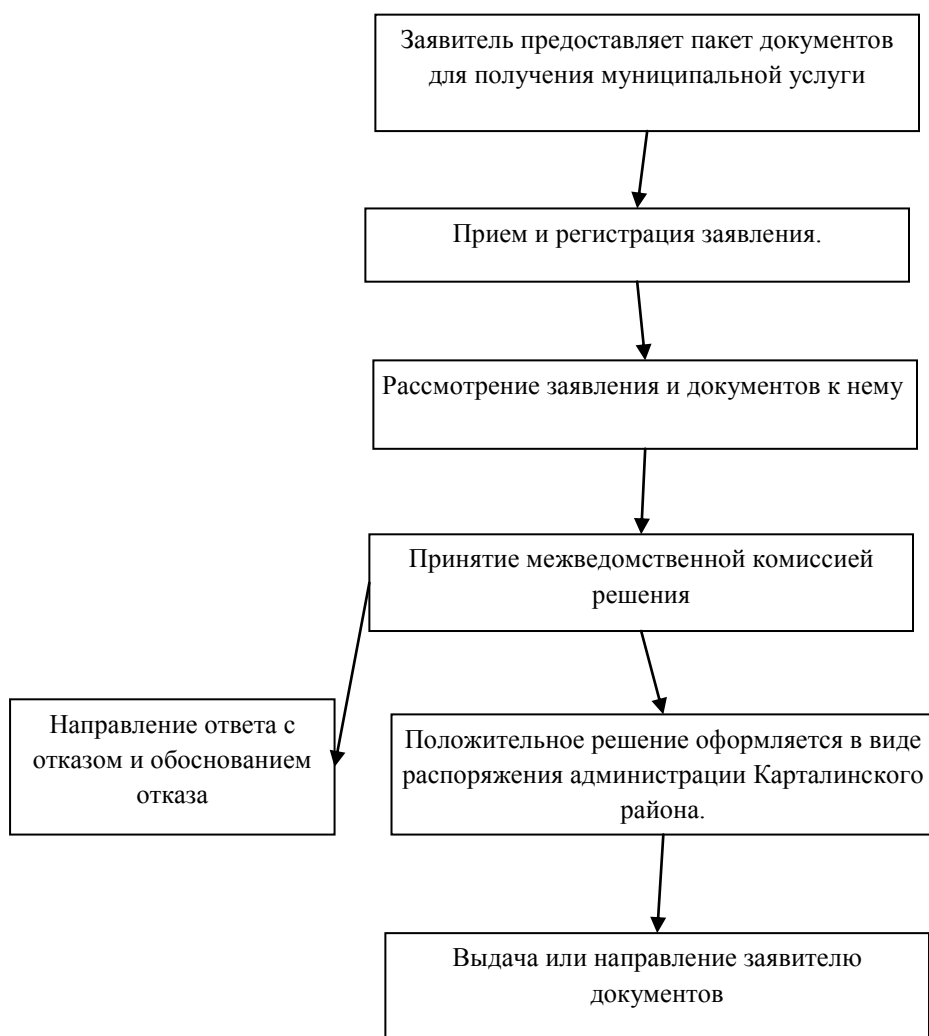 Заявитель предоставляет пакет документов
для получения муниципальной услуги
Прием и регистрация заявления.
Рассмотрение заявления и документов к нему
Принятие межведомственной комиссией
решения
Направление ответа с
отказом и обоснованием
отказа
Положительное решение оформляется в виде
распоряжения администрации Карталинского
района.
Выдача или направление заявителю
документов